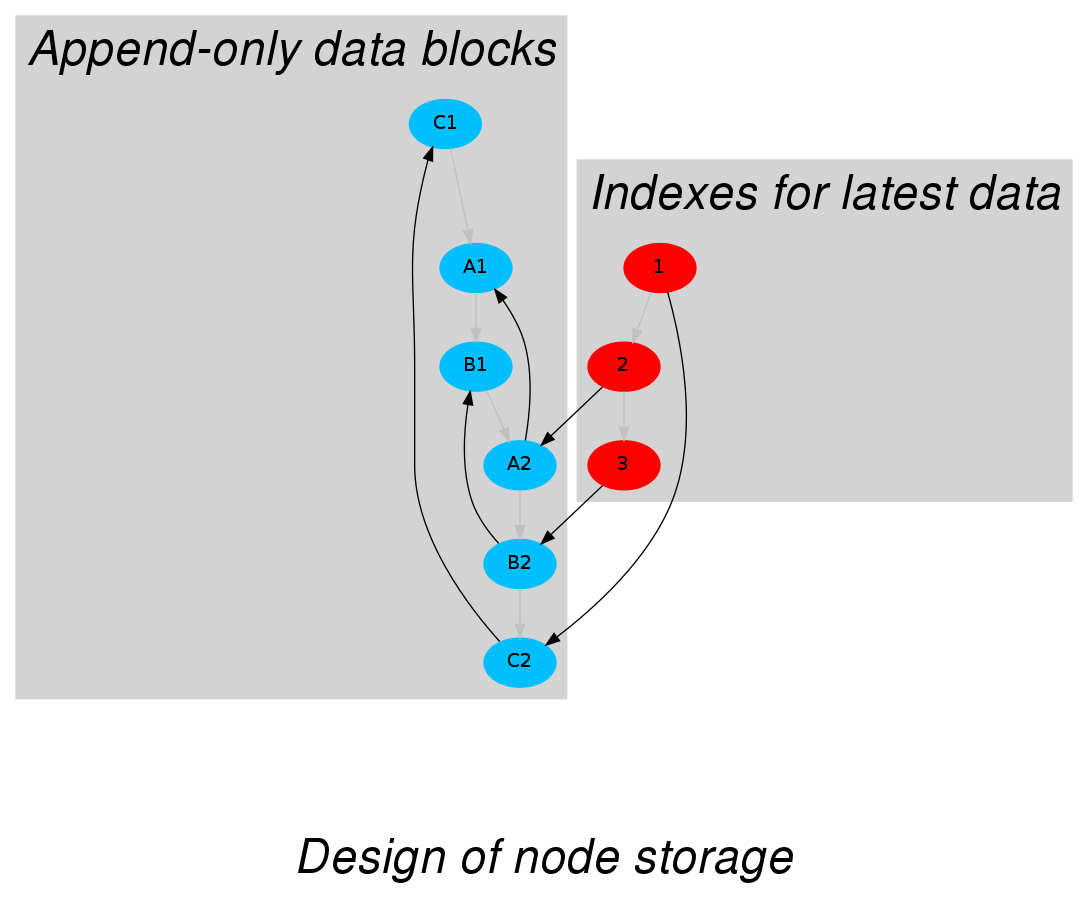 Append-only data blocks
C1
Indexes for latest data
A1
1
B1
2
A2
3
B2
C2
Design of node storage